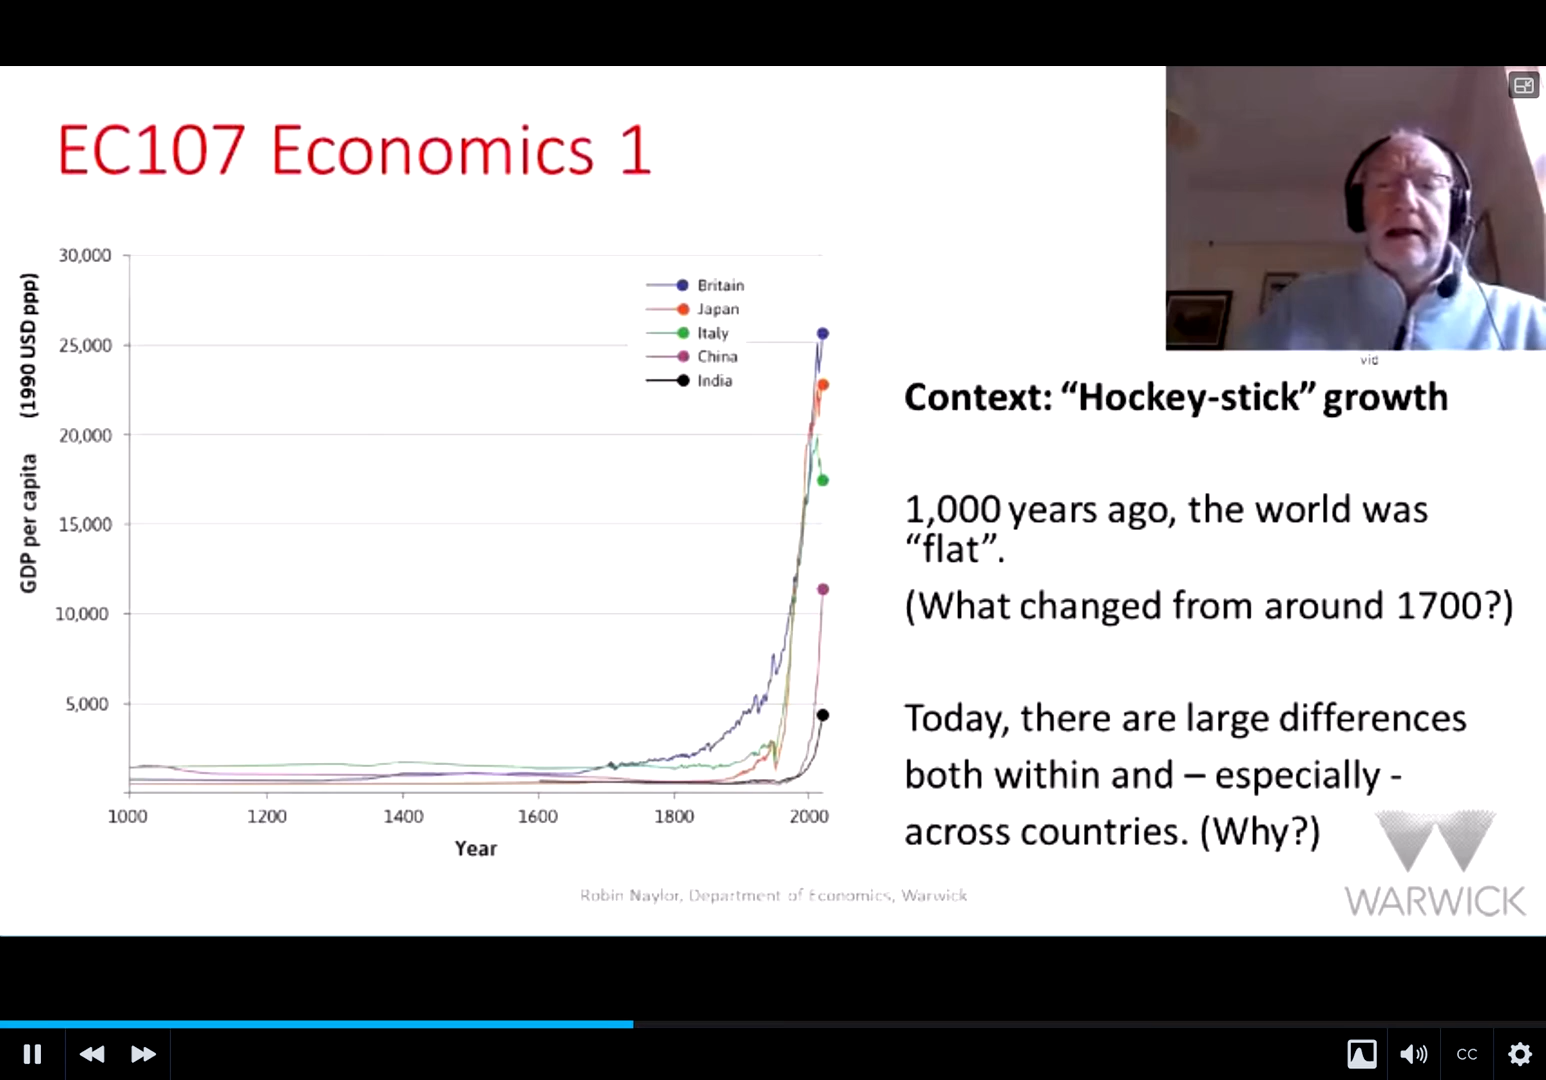 EC107 Economics 1
30,000
25,000
20,000
15,000
10,000
5,000
GDP per capita (1990 USD ppp)
Britain
Japan
Italy
China
India
1000 1200 1400 1600 1800 2000
Year
vid
Context: “Hockey-stick” growth
1,000 years ago, the world was
“flat”.
(What changed from around 1700?)
Today, there are large differences
both within and – especially -
across countries. (Why?)
Robin Naylor, Department of Economics, Warwick
WARWICK
CC